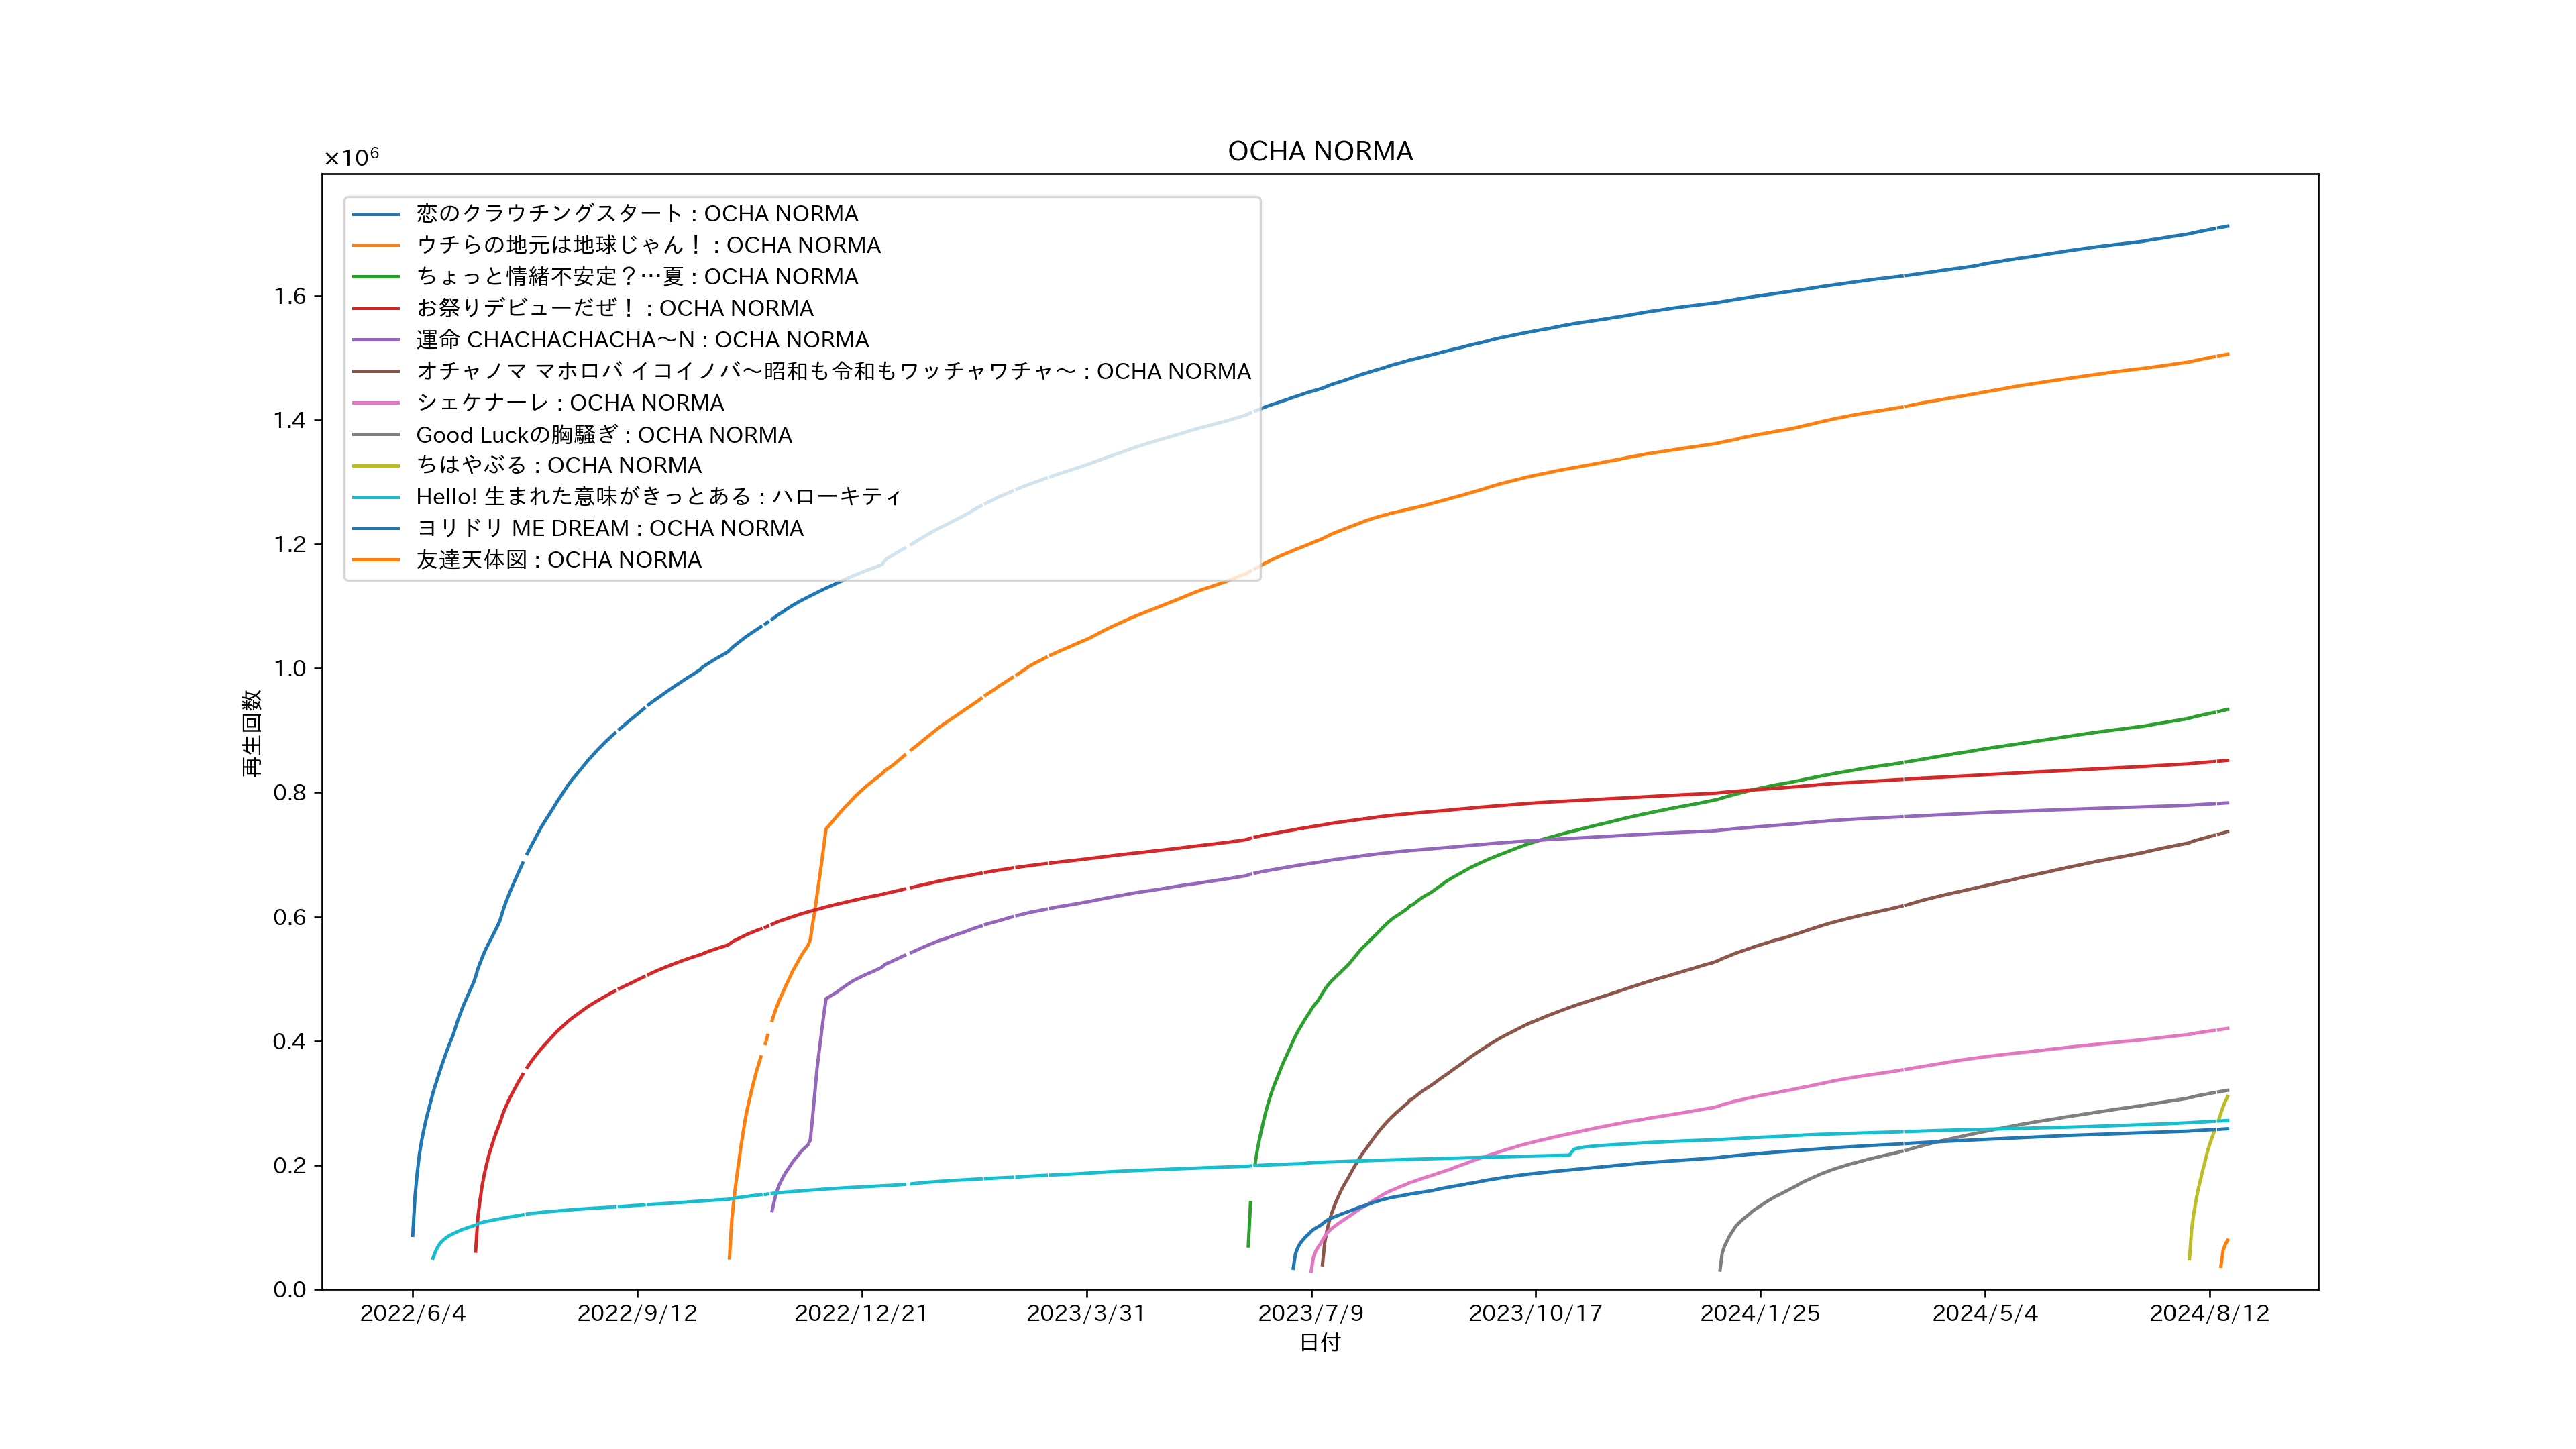 OCHA NORMA
×10⁶
恋のクラウチングスタート : OCHA NORMA
ウチらの地元は地球じゃん！ : OCHA NORMA
ちょっと情緒不安定？…夏 : OCHA NORMA
お祭りデビューだぜ！ : OCHA NORMA
運命 CHACHACHACHA～N : OCHA NORMA
オチャノマ マホロバ イコイノバ～昭和も令和もワッチャワチャ～ : OCHA NORMA
シェケナーレ : OCHA NORMA
Good Luckの胸騒ぎ : OCHA NORMA
ちはやぶる : OCHA NORMA
Hello! 生まれた意味がきっとある : ハローキティ
ヨリドリ ME DREAM : OCHA NORMA
友達天体図 : OCHA NORMA
1.6
1.4
1.2
1.0
0.8
0.6
0.4
0.2
0.0
再生回数
2022/6/4
2022/9/12
2022/12/21
2023/3/31
2023/7/9
2023/10/17
2024/1/25
2024/5/4
2024/8/12
日付